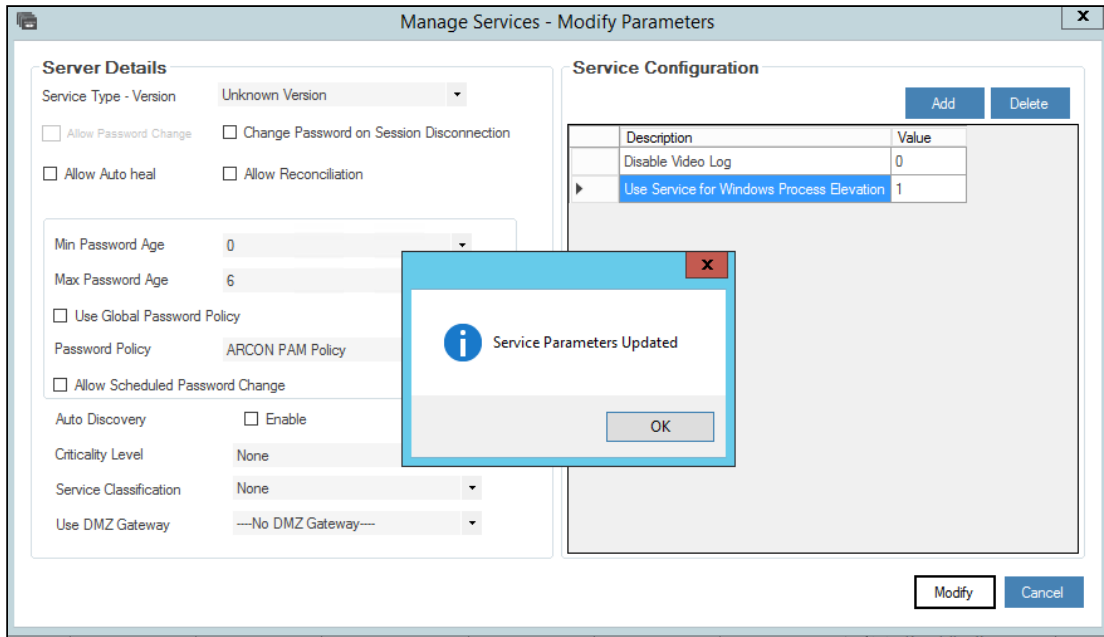 Manage Services - Modify Parameters
x
Server Details
Service Type - Version Unknown Version
Allow Password Change Change Password on Session Disconnection
Allow Auto heal Allow Reconciliation
Min Password Age 0
Max Password Age 6
Use Global Password Policy
Password Policy ARCON PAM Policy
Allow Scheduled Password Change
Auto Discovery Enable
Criticality Level None
Service Classification None
Use DMZ Gateway ----No DMZ Gateway----
Service Configuration
Add Delete
Description Value
Disable Video Log 0
Use Service for Windows Process Elevation 1
x
i
Service Parameters Updated
OK
Modify Cancel